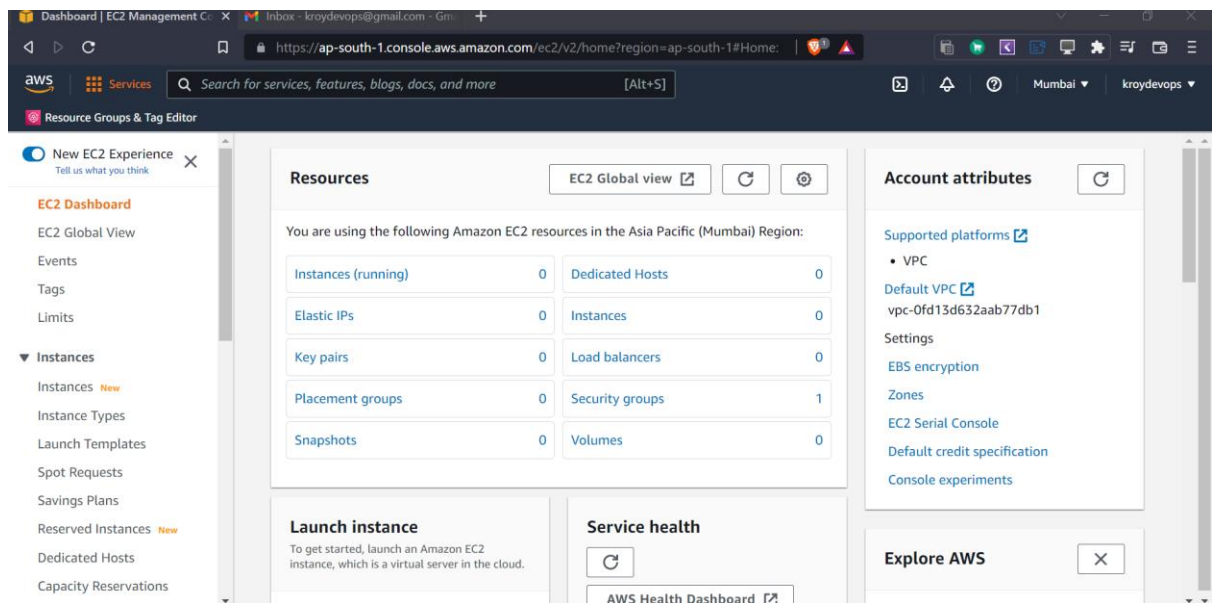 Dashboard | EC2 Management Co
Inbox - kroydevops@gmail.com - Gm
https://ap-south-1.console.aws.amazon.com/ec2/v2/home?region=ap-south-1#Home:
aws
Services
Search for services, features, blogs, docs, and more
[Alt+S]
Mumbai
kroydevops
Resource Groups & Tag Editor
New EC2 Experience
Tell us what you think
EC2 Dashboard
EC2 Global View
Events
Tags
Limits
Instances
Instances New
Instance Types
Launch Templates
Spot Requests
Savings Plans
Reserved Instances New
Dedicated Hosts
Capacity Reservations
Resources
EC2 Global view
You are using the following Amazon EC2 resources in the Asia Pacific (Mumbai) Region:
Instances (running) 0
Dedicated Hosts 0
Elastic IPs 0
Instances 0
Key pairs 0
Load balancers 0
Placement groups 0
Security groups 1
Snapshots 0
Volumes 0
Launch instance
To get started, launch an Amazon EC2
instance, which is a virtual server in the cloud.
Service health
AWS Health Dashboard
Account attributes
Supported platforms
• VPC
Default VPC
vpc-0fd13d632aab77db1
Settings
EBS encryption
Zones
EC2 Serial Console
Default credit specification
Console experiments
Explore AWS